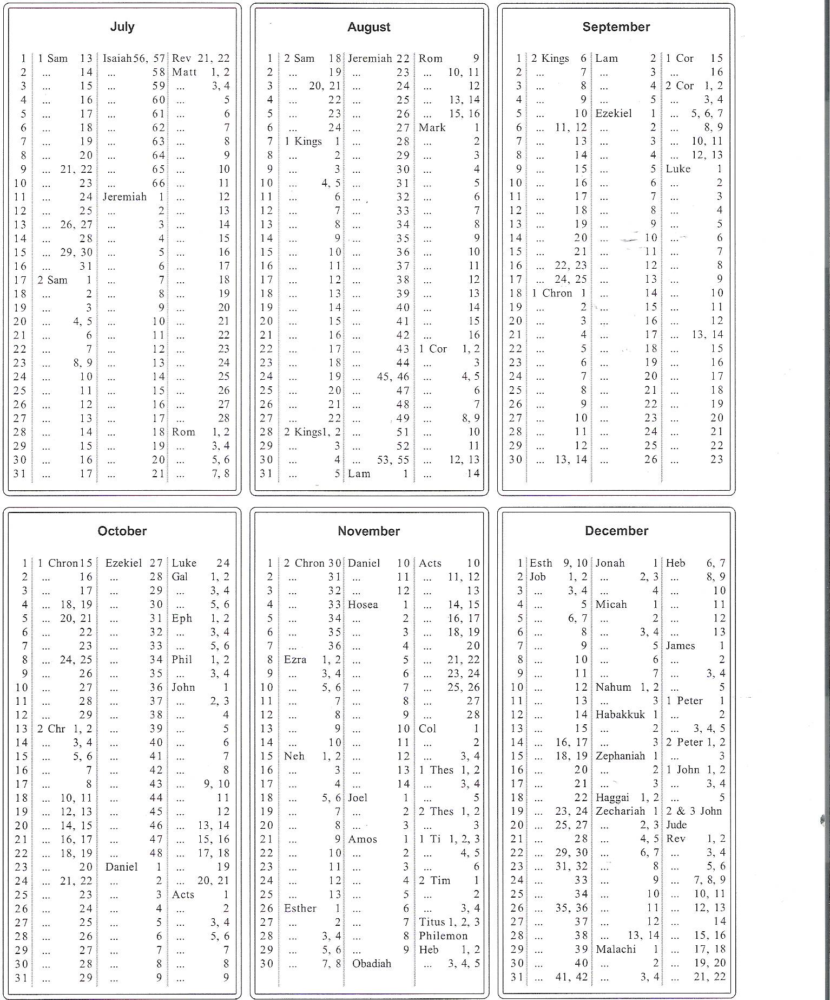 July
1 1 Sam 13 Isaiah 56, 57 Rev 21, 22
2 ... 14 ... 58 Matt 1, 2
3 ... 15 ... 59 ... 3, 4
4 ... 16 ... 60 ... 5
5 ... 17 ... 61 ... 6
6 ... 18 ... 62 ... 7
7 ... 19 ... 63 ... 8
8 ... 20 ... 64 ... 9
9 ... 21, 22 ... 65 ... 10
10 ... 23 ... 66 ... 11
11 ... 24 Jeremiah 1 ... 12
12 ... 25 ... 2 ... 13
13 ... 26, 27 ... 3 ... 14
14 ... 28 ... 4 ... 15
15 ... 29, 30 ... 5 ... 16
16 ... 31 ... 6 ... 17
17 2 Sam 1 ... 7 ... 18
18 ... 2 ... 8 ... 19
19 ... 3 ... 9 ... 20
20 ... 4, 5 ... 10 ... 21
21 ... 6 ... 11 ... 22
22 ... 7 ... 12 ... 23
23 ... 8, 9 ... 13 ... 24
24 ... 10 ... 14 ... 25
25 ... 11 ... 15 ... 26
26 ... 12 ... 16 ... 27
27 ... 13 ... 17 ... 28
28 ... 14 ... 18 Rom 1, 2
29 ... 15 ... 19 ... 3, 4
30 ... 16 ... 20 ... 5, 6
31 ... 17 ... 21 ... 7, 8
August
1 2 Sam 18 Jeremiah 22 Rom 9
2 ... 19 ... 23 ... 10, 11
3 ... 20, 21 ... 24 ... 12
4 ... 22 ... 25 ... 13, 14
5 ... 23 ... 26 ... 15, 16
6 ... 24 ... 27 Mark 1
7 1 Kings 1 ... 28 ... 2
8 ... 2 ... 29 ... 3
9 ... 3 ... 30 ... 4
10 ... 4, 5 ... 31 ... 5
11 ... 6 ... 32 ... 6
12 ... 7 ... 33 ... 7
13 ... 8 ... 34 ... 8
14 ... 9 ... 35 ... 9
15 ... 10 ... 36 ... 10
16 ... 11 ... 37 ... 11
17 ... 12 ... 38 ... 12
18 ... 13 ... 39 ... 13
19 ... 14 ... 40 ... 14
20 ... 15 ... 41 ... 15
21 ... 16 ... 42 ... 16
22 ... 17 ... 43 1 Cor 1, 2
23 ... 18 ... 44 ... 3
24 ... 19 ... 45, 46 ... 4, 5
25 ... 20 ... 47 ... 6
26 ... 21 ... 48 ... 7
27 ... 22 ... 49 ... 8, 9
28 2 Kings1, 2 ... 51 ... 10
29 ... 3 ... 52 ... 11
30 ... 4 ... 53, 55 ... 12, 13
31 ... 5 Lam 1 ... 14
September
1 2 Kings 6 Lam 2 1 Cor 15
2 ... 7 ... 3 ... 16
3 ... 8 ... 4 2 Cor 1, 2
4 ... 9 ... 5 ... 3, 4
5 ... 10 Ezekiel 1 ... 5, 6, 7
6 ... 11, 12 ... 2 ... 8, 9
7 ... 13 ... 3 ... 10, 11
8 ... 14 ... 4 ... 12, 13
9 ... 15 ... 5 Luke 1
10 ... 16 ... 6 ... 2
11 ... 17 ... 7 ... 3
12 ... 18 ... 8 ... 4
13 ... 19 ... 9 ... 5
14 ... 20 ... 10 ... 6
15 ... 21 ... 11 ... 7
16 ... 22, 23 ... 12 ... 8
17 ... 24, 25 ... 13 ... 9
18 1 Chron 1 ... 14 ... 10
19 ... 2 ... 15 ... 11
20 ... 3 ... 16 ... 12
21 ... 4 ... 17 ... 13, 14
22 ... 5 ... 18 ... 15
23 ... 6 ... 19 ... 16
24 ... 7 ... 20 ... 17
25 ... 8 ... 21 ... 18
26 ... 9 ... 22 ... 19
27 ... 10 ... 23 ... 20
28 ... 11 ... 24 ... 21
29 ... 12 ... 25 ... 22
30 ... 13, 14 ... 26 ... 23
October
1 1 Chron 15 Ezekiel 27 Luke 24
2 ... 16 ... 28 Gal 1, 2
3 ... 17 ... 29 ... 3, 4
4 ... 18, 19 ... 30 ... 5, 6
5 ... 20, 21 ... 31 Eph 1, 2
6 ... 22 ... 32 ... 3, 4
7 ... 23 ... 33 ... 5, 6
8 ... 24, 25 ... 34 Phil 1, 2
9 ... 26 ... 35 ... 3, 4
10 ... 27 ... 36 John 1
11 ... 28 ... 37 ... 2, 3
12 ... 29 ... 38 ... 4
13 2 Chr 1, 2 ... 39 ... 5
14 ... 3, 4 ... 40 ... 6
15 ... 5, 6 ... 41 ... 7
16 ... 7 ... 42 ... 8
17 ... 8 ... 43 ... 9, 10
18 ... 10, 11 ... 44 ... 11
19 ... 12, 13 ... 45 ... 12
20 ... 14, 15 ... 46 ... 13, 14
21 ... 16, 17 ... 47 ... 15, 16
22 ... 18, 19 ... 48 ... 17, 18
23 ... 20 Daniel 1 ... 19
24 ... 21, 22 ... 2 ... 20, 21
25 ... 23 ... 3 Acts 1
26 ... 24 ... 4 ... 2
27 ... 25 ... 5 ... 3, 4
28 ... 26 ... 6 ... 5, 6
29 ... 27 ... 7 ... 7
30 ... 28 ... 8 ... 8
31 ... 29 ... 9 ... 9
November
1 2 Chron 30 Daniel 10 Acts 10
2 ... 31 ... 11 ... 11, 12
3 ... 32 ... 12 ... 13
4 ... 33 Hosea 1 ... 14, 15
5 ... 34 ... 2 ... 16, 17
6 ... 35 ... 3 ... 18, 19
7 ... 36 ... 4 ... 20
8 Ezra 1, 2 ... 5 ... 21, 22
9 ... 3, 4 ... 6 ... 23, 24
10 ... 5, 6 ... 7 ... 25, 26
11 ... 7 ... 8 ... 27
12 ... 8 ... 9 ... 28
13 ... 9 ... 10 Col 1
14 ... 10 ... 11 ... 2
15 Neh 1, 2 ... 12 ... 3, 4
16 ... 3 ... 13 1 Thes 1, 2
17 ... 4 ... 14 ... 3, 4
18 ... 5, 6 Joel 1 ... 5
19 ... 7 ... 2 2 Thes 1, 2
20 ... 8 ... 3 ... 3
21 ... 9 Amos 1 1 Ti 1, 2, 3
22 ... 10 ... 2 ... 4, 5
23 ... 11 ... 3 ... 6
24 ... 12 ... 4 2 Tim 1
25 ... 13 ... 5 ... 2
26 Esther 1 ... 6 ... 3, 4
27 ... 2 ... 7 Titus 1, 2, 3
28 ... 3, 4 ... 8 Philemon
29 ... 5, 6 ... 9 Heb 1, 2
30 ... 7, 8 Obadiah ... 3, 4, 5
December
1 Esth 9, 10 Jonah 1 Heb 6, 7
2 Job 1, 2 ... 2, 3 ... 8, 9
3 ... 3, 4 ... 4 ... 10
4 ... 5 Micah 1 ... 11
5 ... 6, 7 ... 2 ... 12
6 ... 8 ... 3, 4 ... 13
7 ... 9 ... 5 James 1
8 ... 10 ... 6 ... 2
9 ... 11 ... 7 ... 3, 4
10 ... 12 Nahum 1, 2 ... 5
11 ... 13 ... 3 1 Peter 1
12 ... 14 Habakkuk 1 ... 2
13 ... 15 ... 2 ... 3, 4, 5
14 ... 16, 17 ... 3 2 Peter 1, 2
15 ... 18, 19 Zephaniah 1 ... 3
16 ... 20 ... 2 1 John 1, 2
17 ... 21 ... 3 ... 3, 4
18 ... 22 Haggai 1, 2 ... 5
19 ... 23, 24 Zechariah 1 2 & 3 John
20 ... 25, 27 ... 2, 3 Jude
21 ... 28 ... 4, 5 Rev 1, 2
22 ... 29, 30 ... 6, 7 ... 3, 4
23 ... 31, 32 ... 8 ... 5, 6
24 ... 33 ... 9 ... 7, 8, 9
25 ... 34 ... 10 ... 10, 11
26 ... 35, 36 ... 11 ... 12, 13
27 ... 37 ... 12 ... 14
28 ... 38 ... 13, 14 ... 15, 16
29 ... 39 Malachi 1 ... 17, 18
30 ... 40 ... 2 ... 19, 20
31 ... 41, 42 ... 3, 4 ... 21, 22